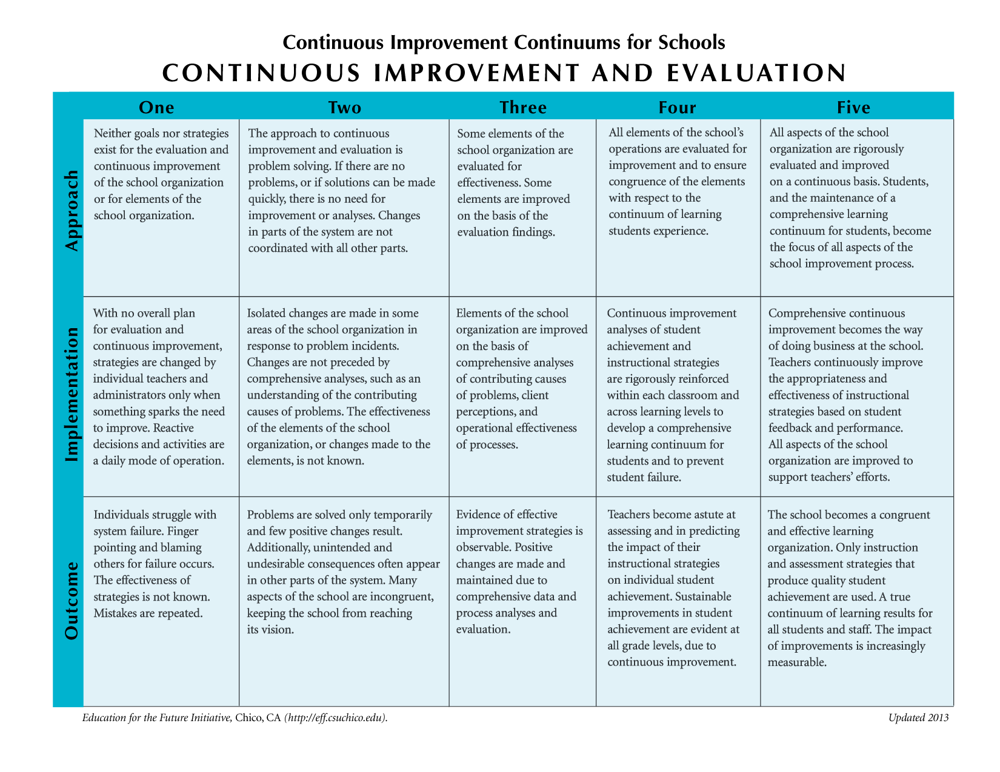 Continuous Improvement Continuums for Schools
CONTINUOUS IMPROVEMENT AND EVALUATION
One
Two
Three
Four
Five
Approach
Neither goals nor strategies
exist for the evaluation and
continuous improvement
of the school organization
or for elements of the
school organization.
The approach to continuous
improvement and evaluation is
problem solving. If there are no
problems, or if solutions can be made
quickly, there is no need for
improvement or analyses. Changes
in parts of the system are not
coordinated with all other parts.
Some elements of the
school organization are
evaluated for
effectiveness. Some
elements are improved
on the basis of the
evaluation findings.
All elements of the school’s
operations are evaluated for
improvement and to ensure
congruence of the elements
with respect to the
continuum of learning
students experience.
All aspects of the school
organization are rigorously
evaluated and improved
on a continuous basis. Students,
and the maintenance of a
comprehensive learning
continuum for students, become
the focus of all aspects of the
school improvement process.
Implementation
With no overall plan
for evaluation and
continuous improvement,
strategies are changed by
individual teachers and
administrators only when
something sparks the need
to improve. Reactive
decisions and activities are
a daily mode of operation.
Isolated changes are made in some
areas of the school organization in
response to problem incidents.
Changes are not preceded by
comprehensive analyses, such as an
understanding of the contributing
causes of problems. The effectiveness
of the elements of the school
organization, or changes made to the
elements, is not known.
Elements of the school
organization are improved
on the basis of
comprehensive analyses
of contributing causes
of problems, client
perceptions, and
operational effectiveness
of processes.
Continuous improvement
analyses of student
achievement and
instructional strategies
are rigorously reinforced
within each classroom and
across learning levels to
develop a comprehensive
learning continuum for
students and to prevent
student failure.
Comprehensive continuous
improvement becomes the way
of doing business at the school.
Teachers continuously improve
the appropriateness and
effectiveness of instructional
strategies based on student
feedback and performance.
All aspects of the school
organization are improved to
support teachers’ efforts.
Outcome
Individuals struggle with
system failure. Finger
pointing and blaming
others for failure occurs.
The effectiveness of
strategies is not known.
Mistakes are repeated.
Problems are solved only temporarily
and few positive changes result.
Additionally, unintended and
undesirable consequences often appear
in other parts of the system. Many
aspects of the school are incongruent,
keeping the school from reaching
its vision.
Evidence of effective
improvement strategies is
observable. Positive
changes are made and
maintained due to
comprehensive data and
process analyses and
evaluation.
Teachers become astute at
assessing and in predicting
the impact of their
instructional strategies
on individual student
achievement. Sustainable
improvements in student
achievement are evident at
all grade levels, due to
continuous improvement.
The school becomes a congruent
and effective learning
organization. Only instruction
and assessment strategies that
produce quality student
achievement are used. A true
continuum of learning results for
all students and staff. The impact
of improvements is increasingly
measurable.
Education for the Future Initiative, Chico, CA (http://eff.csuchico.edu).
Updated 2013